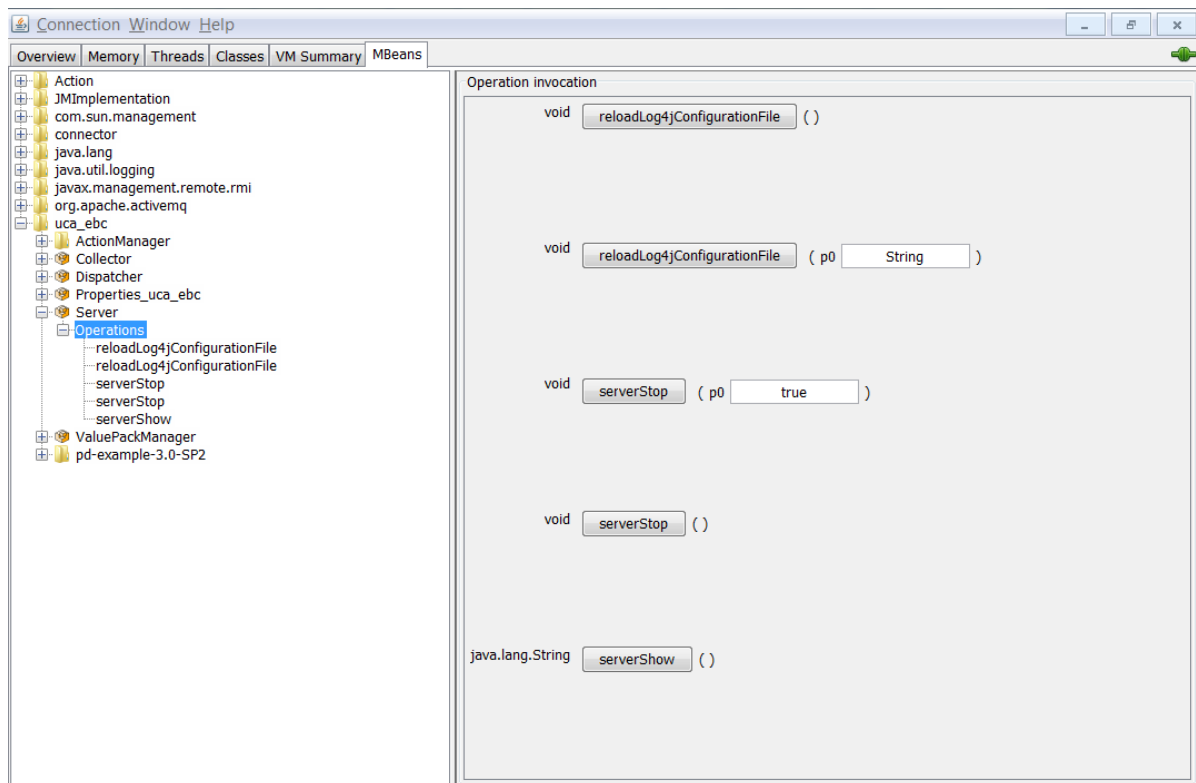 Connection Window Help
Overview Memory Threads Classes VM Summary MBeans
Action
JMImplementation
com.sun.management
connector
java.lang
java.util.logging
javax.management.remote.rmi
org.apache.activemq
uca_ebc
ActionManager
Collector
Dispatcher
Properties_uca_ebc
Server
Operations
reloadLog4jConfigurationFile
reloadLog4jConfigurationFile
serverStop
serverStop
serverShow
ValuePackManager
pd-example-3.0-SP2
Operation invocation
void reloadLog4jConfigurationFile ( )
void reloadLog4jConfigurationFile ( p0 String )
void serverStop ( p0 true )
void serverStop ( )
java.lang.String serverShow ( )